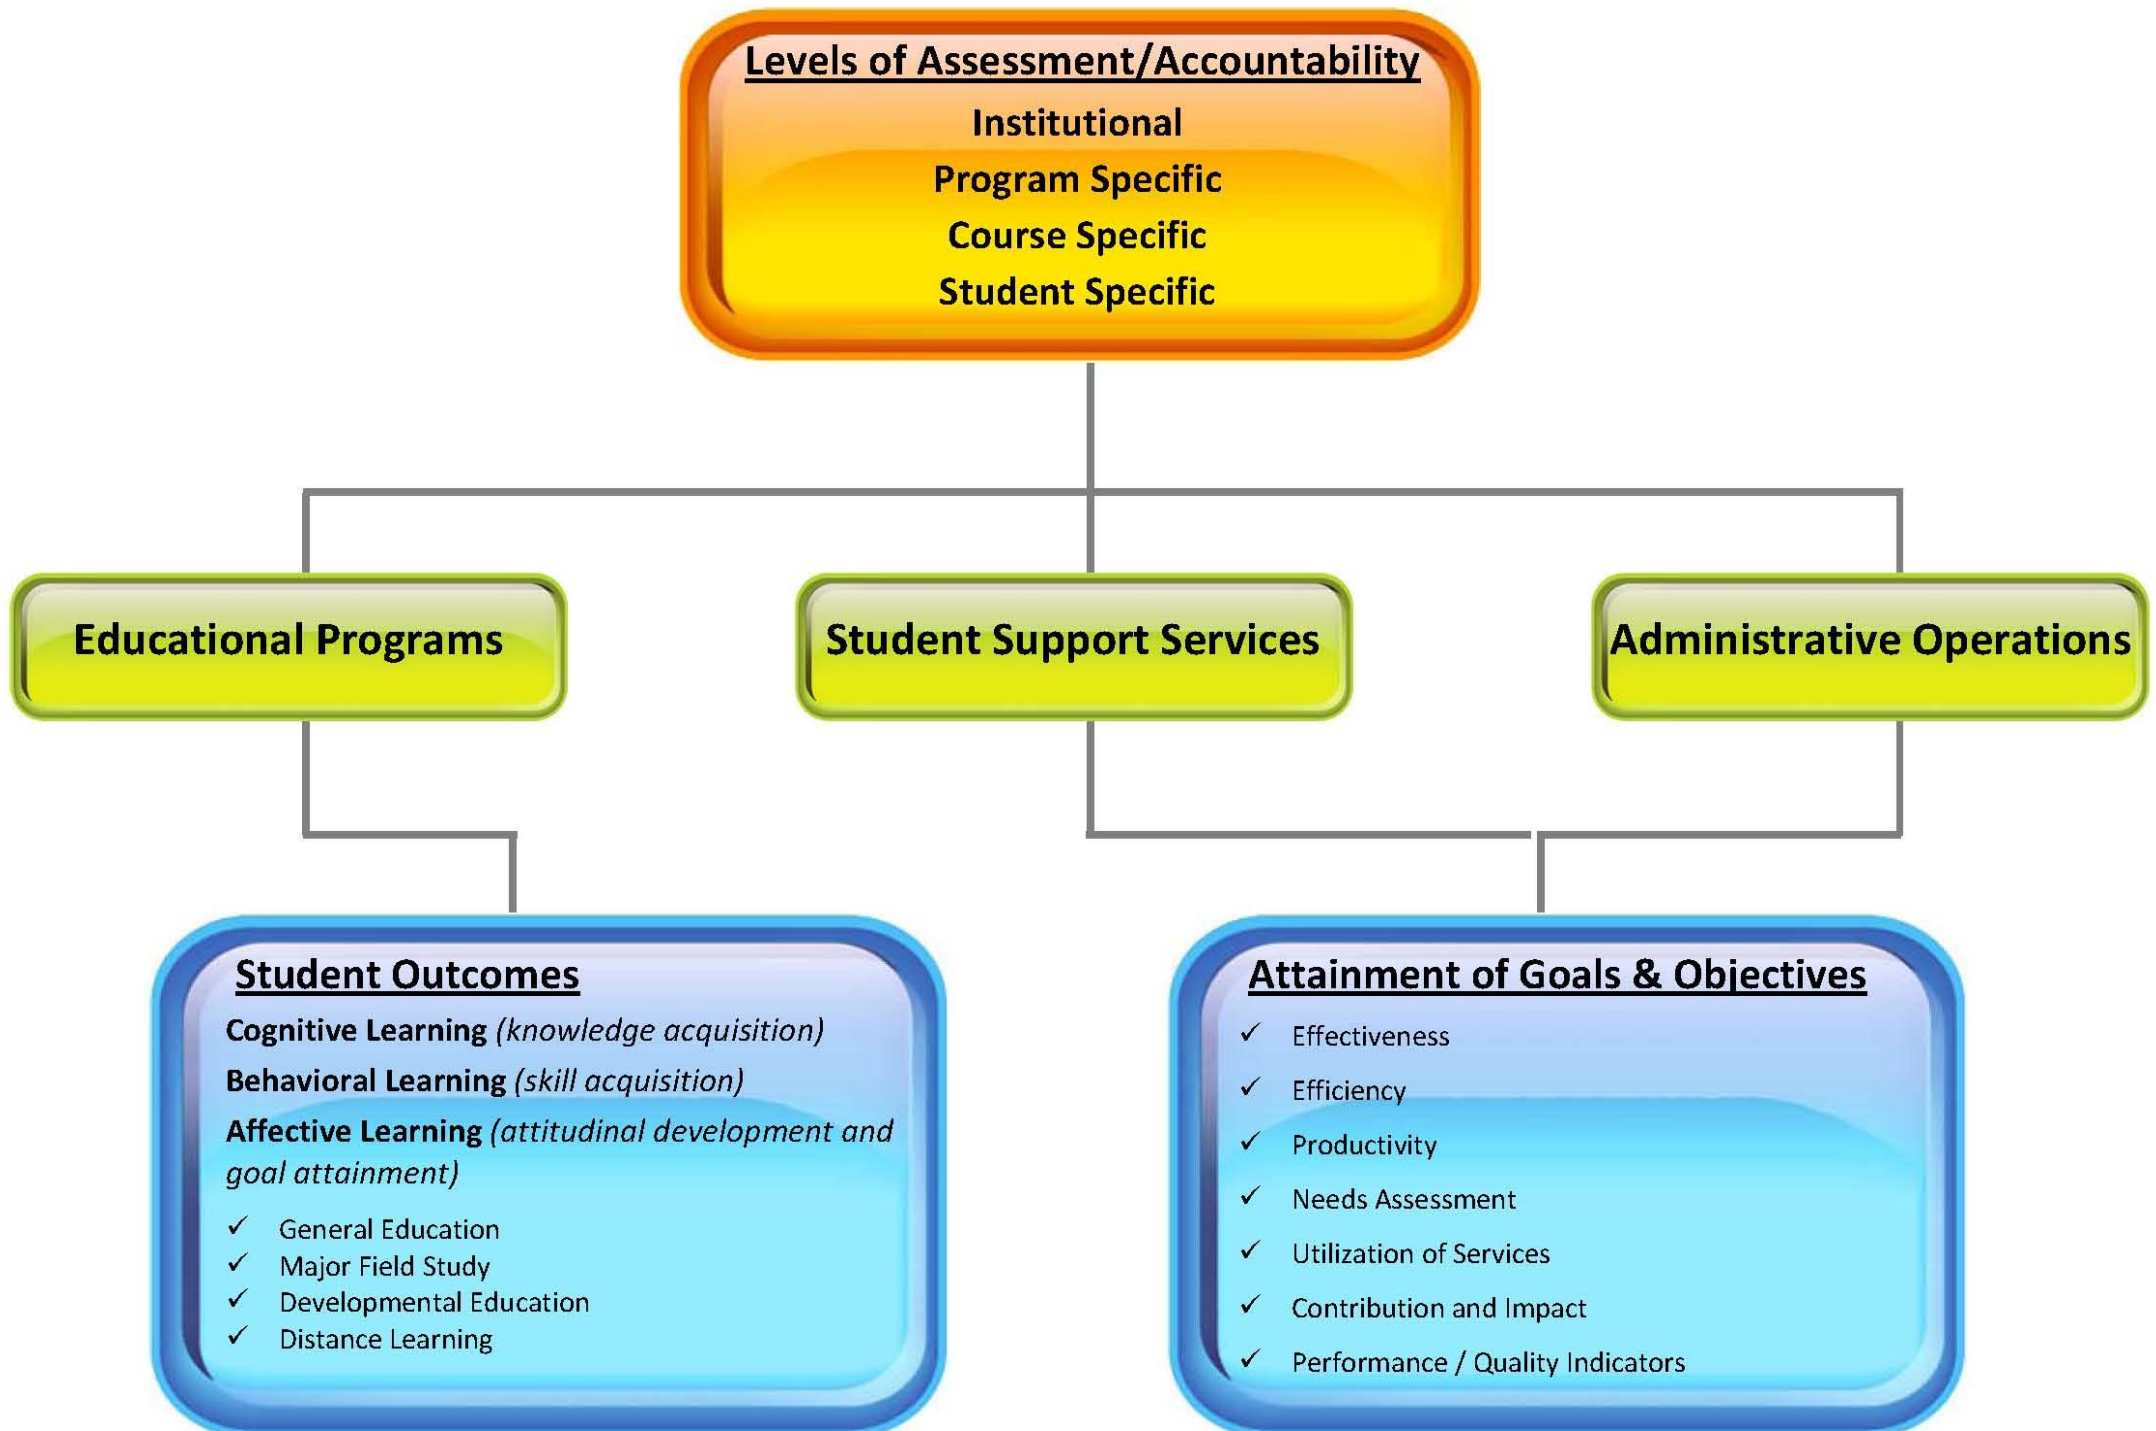 Levels of Assessment/Accountability
Institutional
Program Specific
Course Specific
Student Specific
Educational Programs
Student Support Services
Administrative Operations
Student Outcomes
Cognitive Learning (knowledge acquisition)
Behavioral Learning (skill acquisition)
Affective Learning (attitudinal development and
goal attainment)
✓ General Education
✓ Major Field Study
✓ Developmental Education
✓ Distance Learning
Attainment of Goals & Objectives
✓ Effectiveness
✓ Efficiency
✓ Productivity
✓ Needs Assessment
✓ Utilization of Services
✓ Contribution and Impact
✓ Performance / Quality Indicators